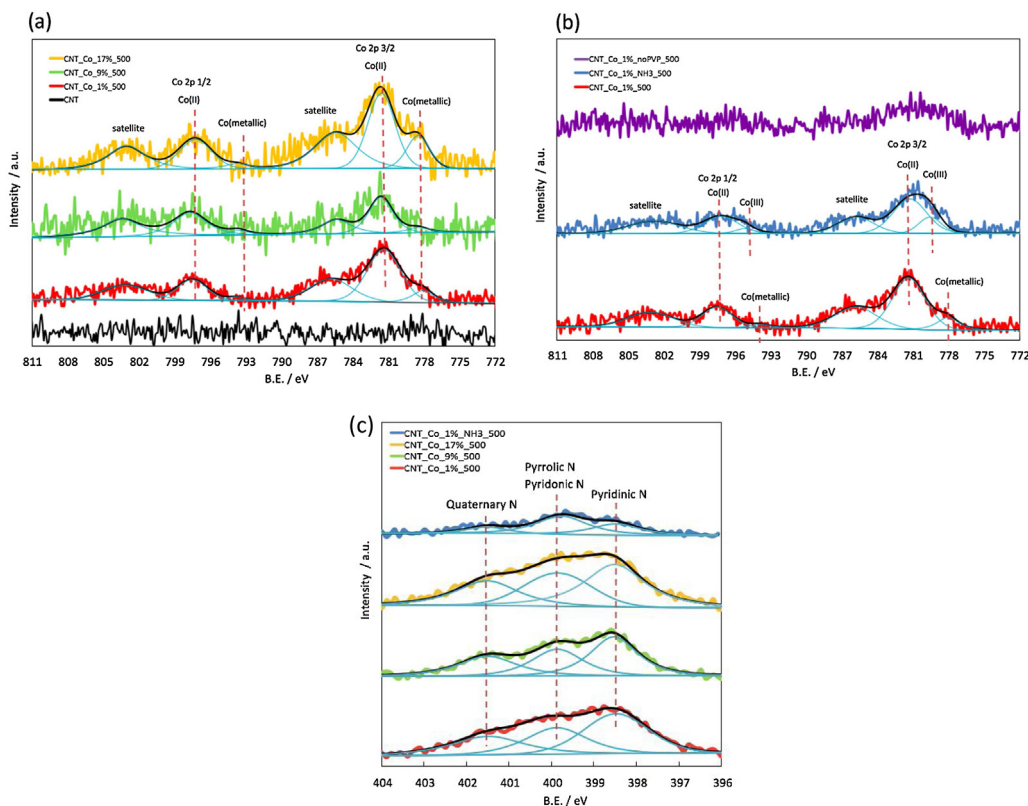 (a)
CNT_Co_17%_500
CNT_Co_9%_500
CNT_Co_1%_500
CNT
Co 2p 3/2
Co(II)
Co 2p 1/2
Co(II)
Co(metallic)
satellite
Co(metallic)
satellite
Intensity / a.u.
811 808 805 802 799 796 793 790 787 784 781 778 775 772
B.E. / eV
(b)
CNT_Co_1%_noPVP_500
CNT_Co_1%_NH3_500
CNT_Co_1%_500
Co 2p 3/2
Co(II)
Co(III)
Co 2p 1/2
Co(II)
Co(III)
satellite
satellite
Co(metallic)
Co(metallic)
Intensity / a.u.
811 808 805 802 799 796 793 790 787 784 781 778 775 772
B.E. / eV
(c)
CNT_Co_1%_NH3_500
CNT_Co_17%_500
CNT_Co_9%_500
CNT_Co_1%_500
Pyrrolic N
Pyridonic N
Quaternary N
Pyridinic N
Intensity / a.u.
404 403 402 401 400 399 398 397 396
B.E. / eV